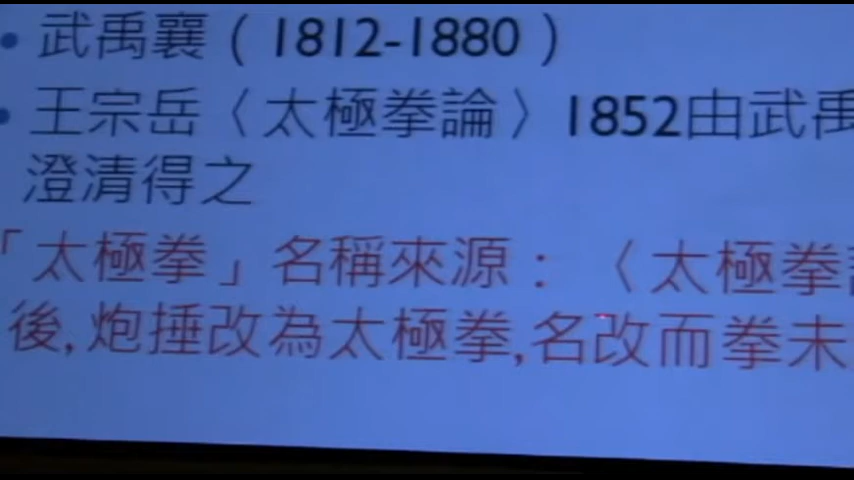 • 武禹襄（1812-1880）
• 王宗岳〈太極拳論〉1852由武禹
澄清得之
「太極拳」名稱來源：〈太極拳
後,炮捶改為太極拳,名改而拳未